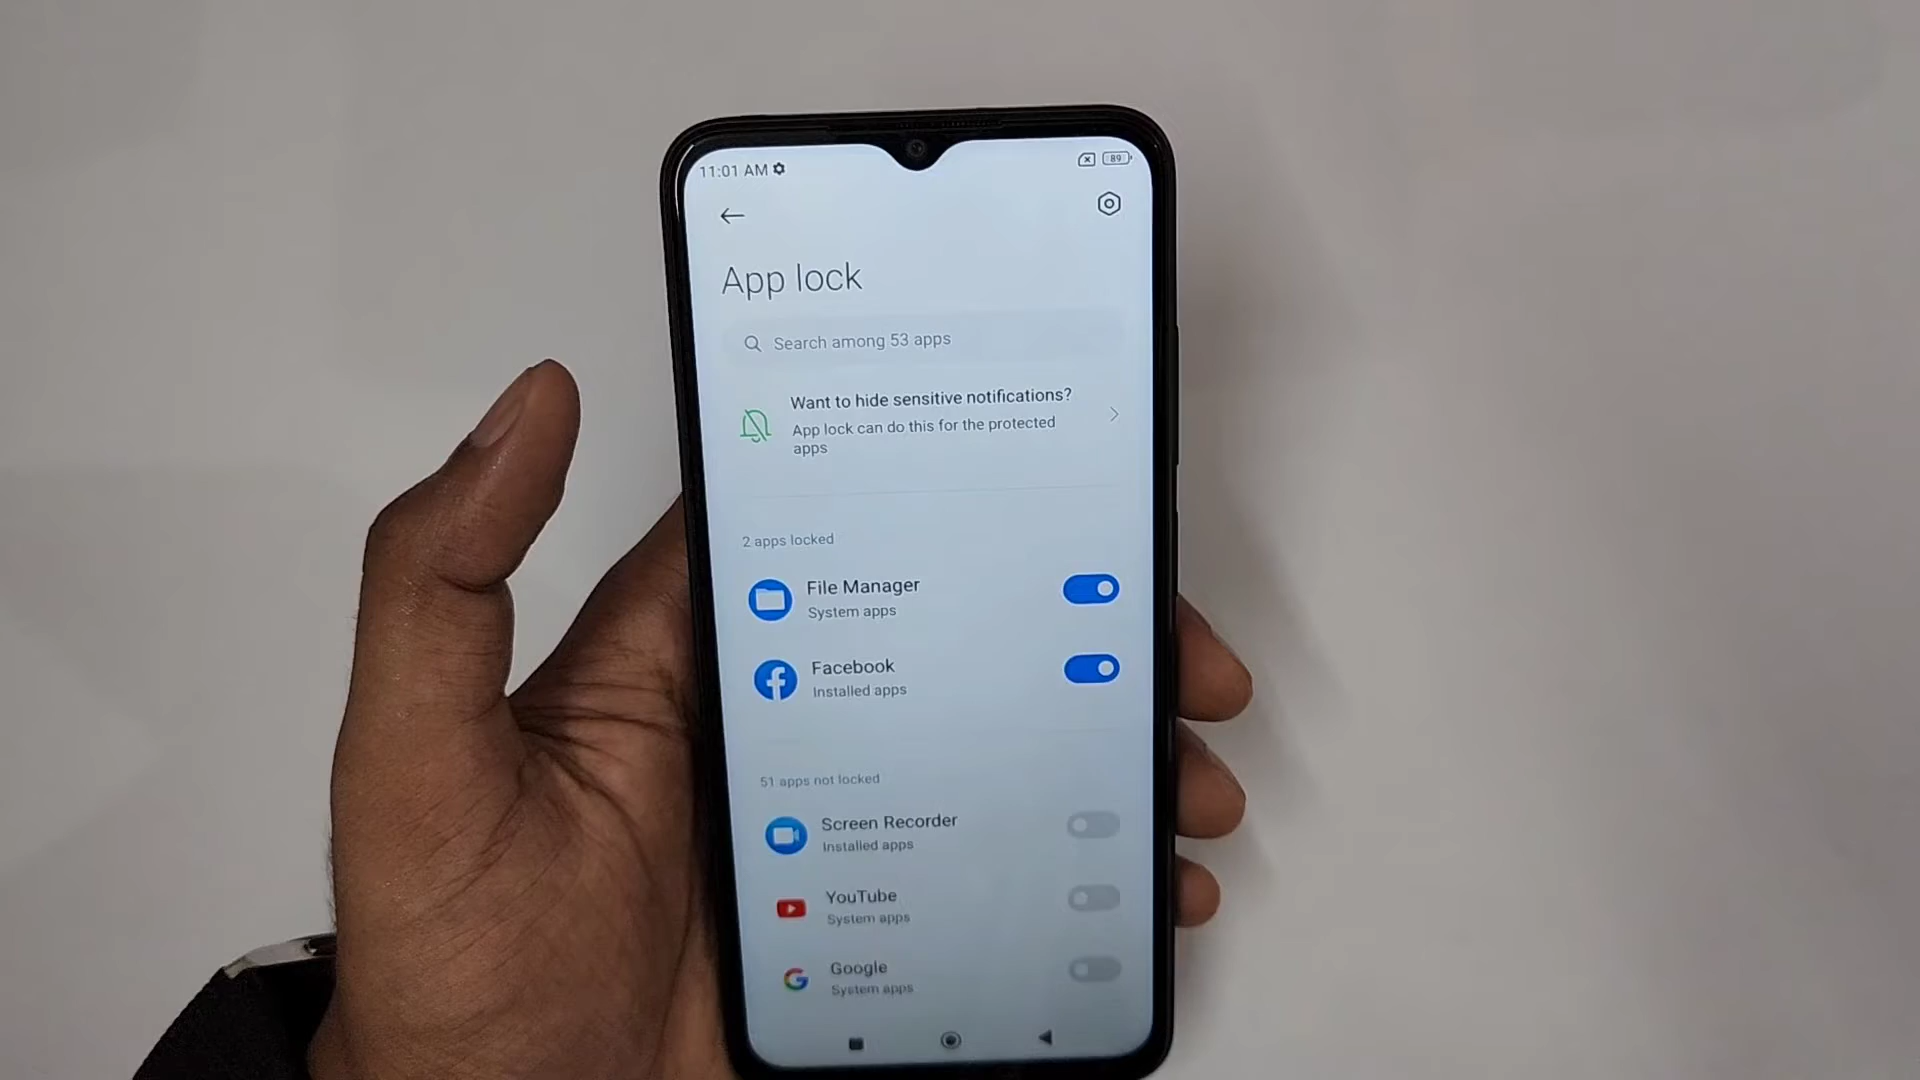 11:01 AM
89
App lock
Search among 53 apps
Want to hide sensitive notifications?
App lock can do this for the protected
apps
2 apps locked
File Manager
System apps
Facebook
Installed apps
51 apps not locked
Screen Recorder
Installed apps
YouTube
System apps
Google
System apps